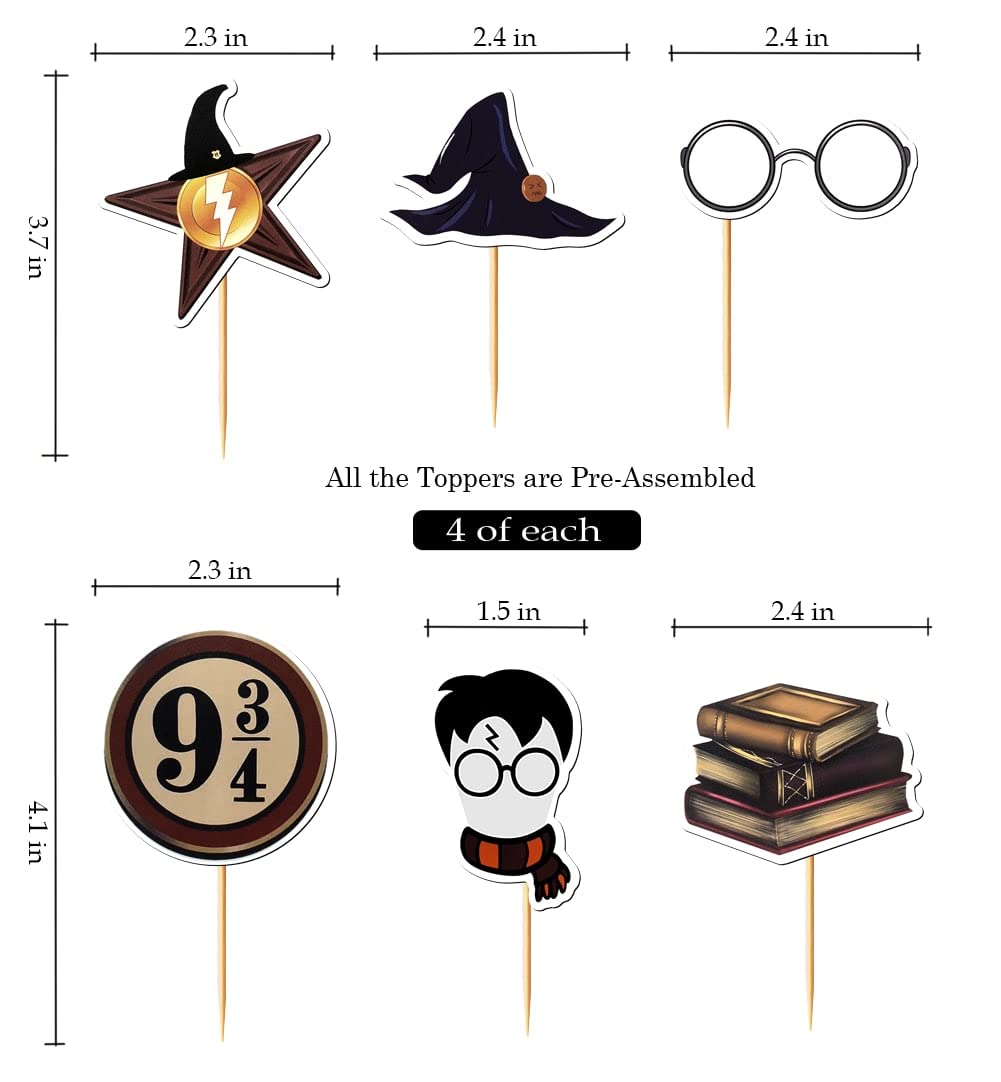 2.3 in
2.4 in
2.4 in
3.7 in
All the Toppers are Pre-Assembled
4 of each
2.3 in
1.5 in
2.4 in
4.1 in
9 3/4